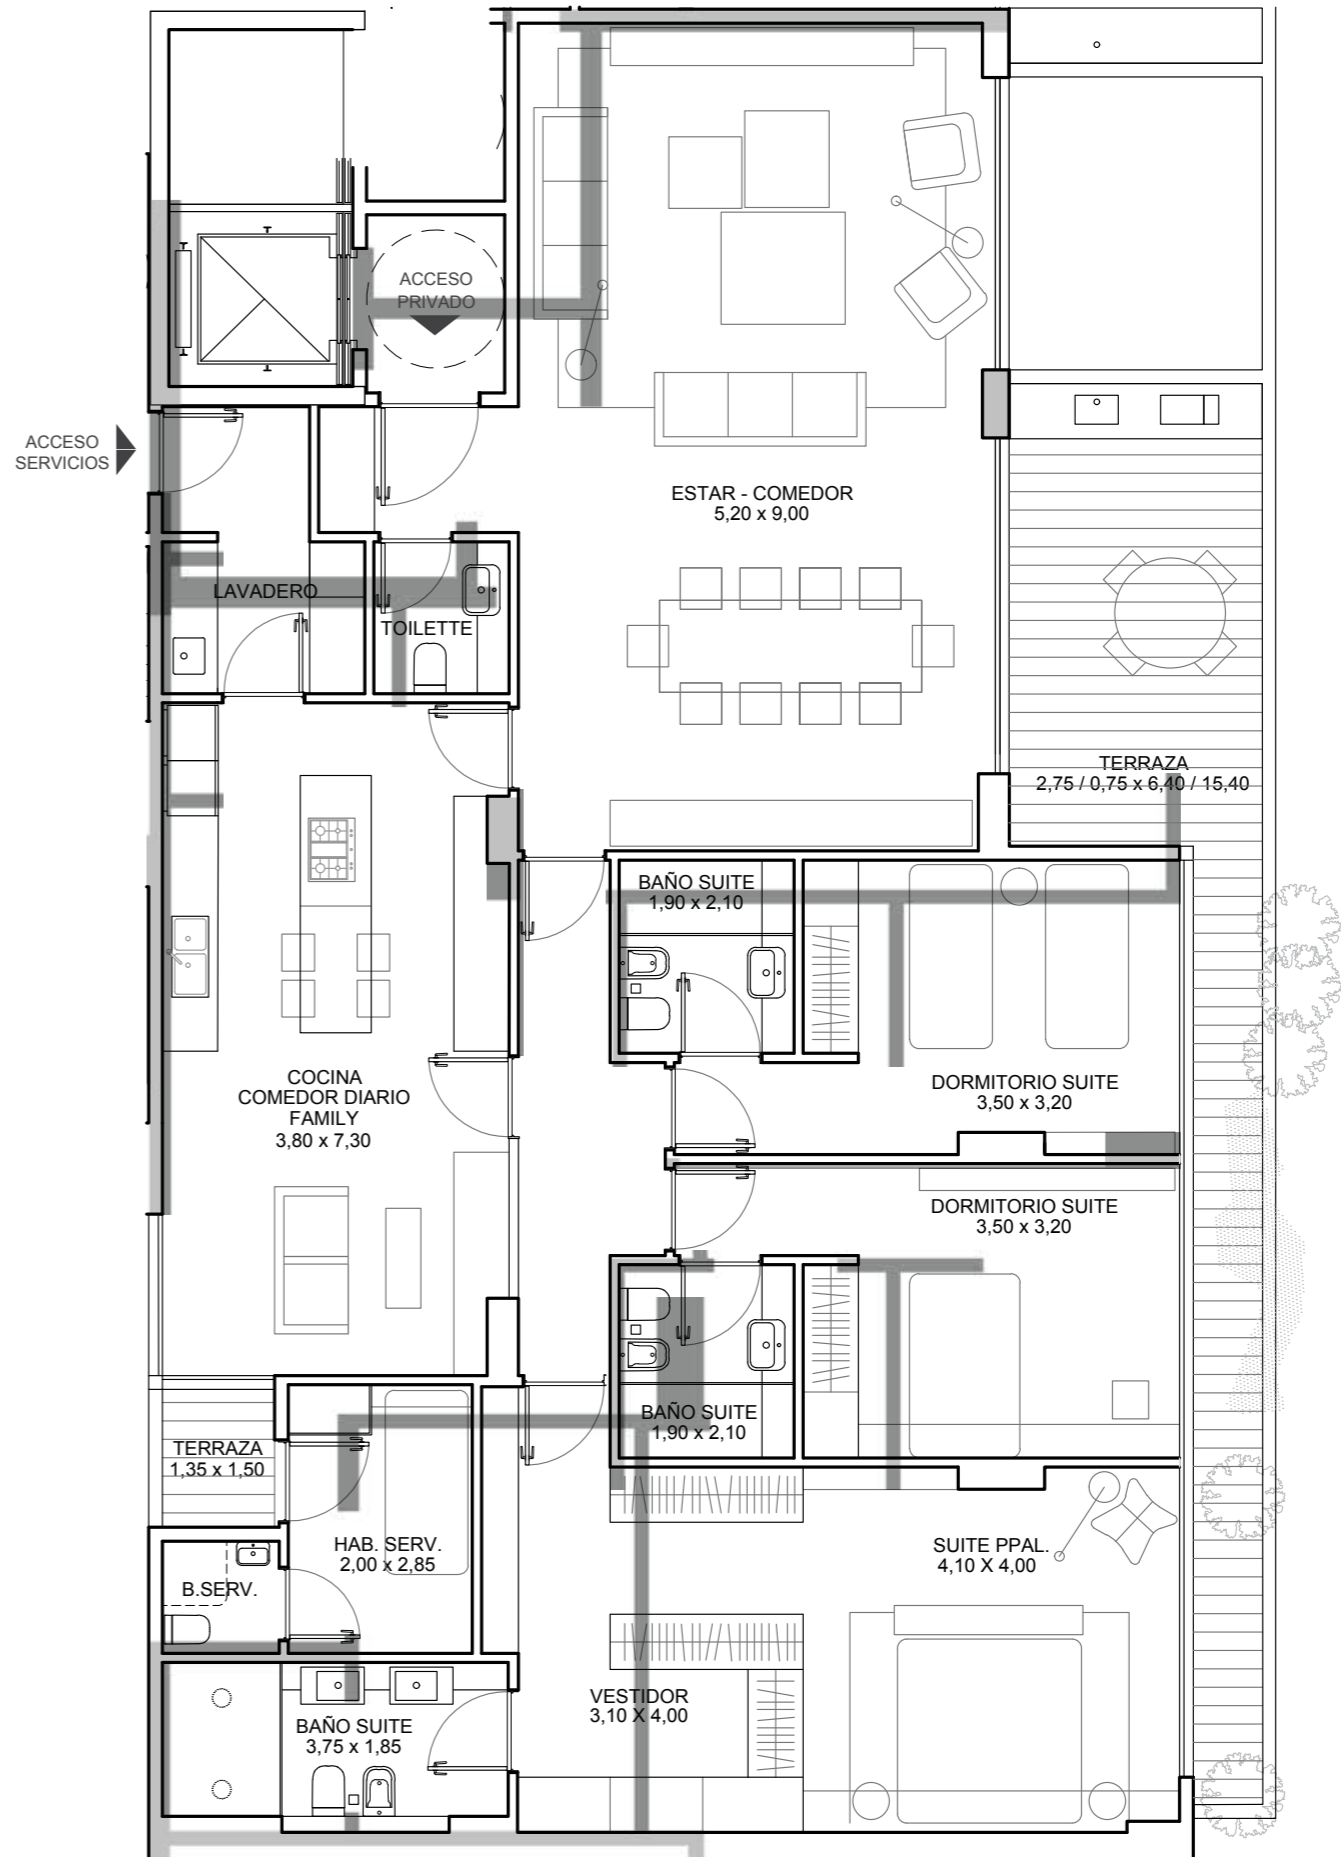 ACCESO
PRIVADO
ACCESO
SERVICIOS
ESTAR - COMEDOR
5,20 x 9,00
LAVADERO
TOILETTE
TERRAZA
2,75 / 0,75 x 6,40 / 15,40
BAÑO SUITE
1,90 x 2,10
COCINA
COMEDOR DIARIO
FAMILY
3,80 x 7,30
DORMITORIO SUITE
3,50 x 3,20
DORMITORIO SUITE
3,50 x 3,20
BAÑO SUITE
1,90 x 2,10
TERRAZA
1,35 x 1,50
HAB. SERV.
2,00 x 2,85
SUITE PPAL.
4,10 X 4,00
B.SERV.
VESTIDOR
3,10 X 4,00
BAÑO SUITE
3,75 x 1,85